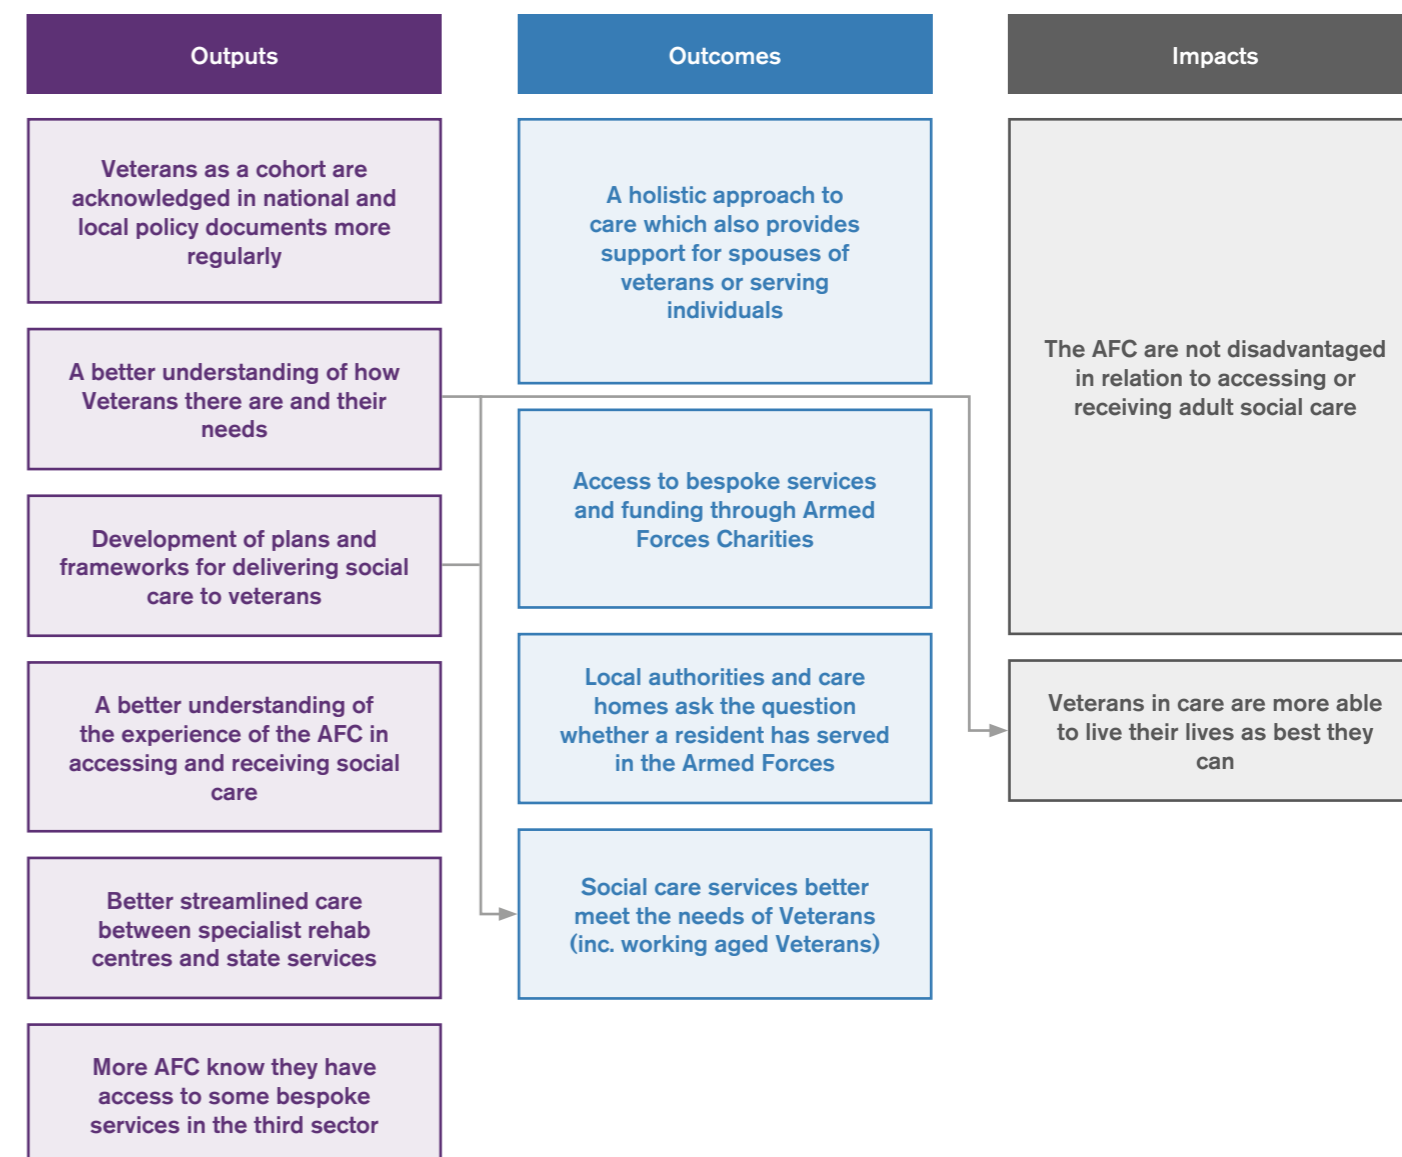 Outputs
Veterans as a cohort are
acknowledged in national and
local policy documents more
regularly
A better understanding of how
Veterans there are and their
needs
Development of plans and
frameworks for delivering social
care to veterans
A better understanding of
the experience of the AFC in
accessing and receiving social
care
Better streamlined care
between specialist rehab
centres and state services
More AFC know they have
access to some bespoke
services in the third sector
Outcomes
A holistic approach to
care which also provides
support for spouses of
veterans or serving
individuals
Access to bespoke services
and funding through Armed
Forces Charities
Local authorities and care
homes ask the question
whether a resident has served
in the Armed Forces
Social care services better
meet the needs of Veterans
(inc. working aged Veterans)
Impacts
The AFC are not disadvantaged
in relation to accessing or
receiving adult social care
Veterans in care are more able
to live their lives as best they
can